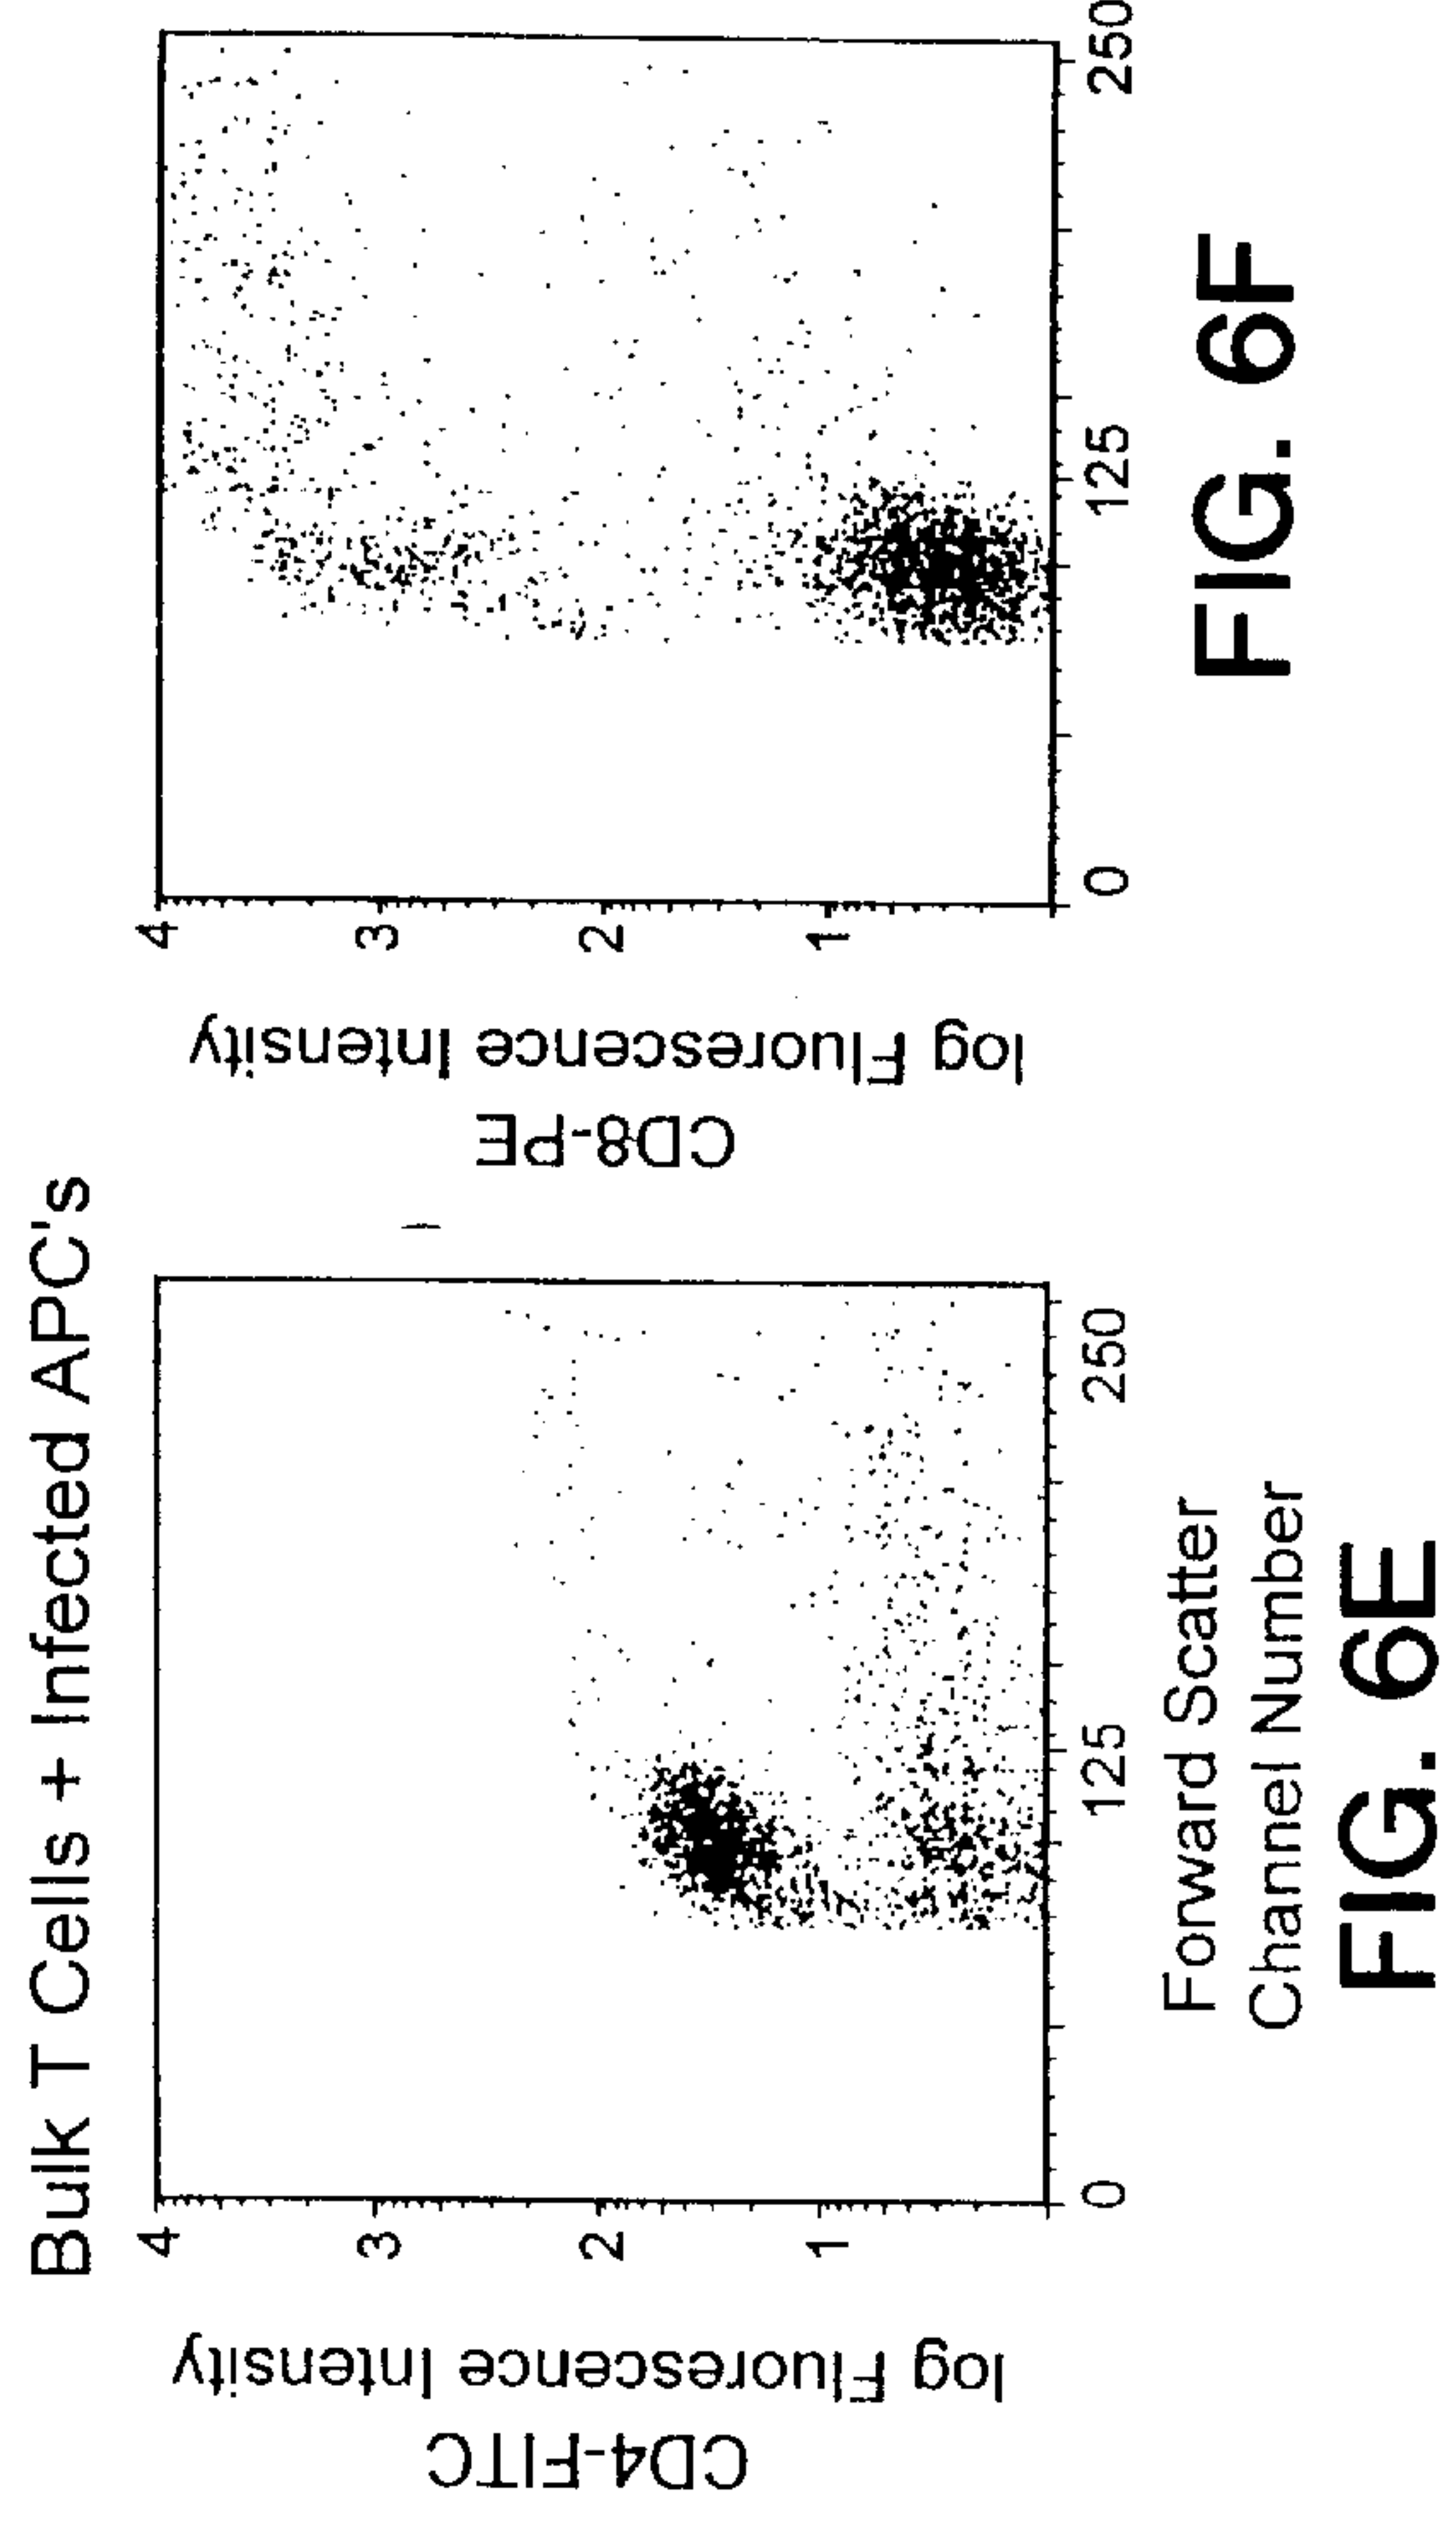 Bulk T Cells + Infected APC's
CD4-FITC
log Fluorescence Intensity
4
3
2
1
0
125
250
Forward Scatter
Channel Number
FIG. 6E
CD8-PE
log Fluorescence Intensity
4
3
2
1
0
125
250
FIG. 6F